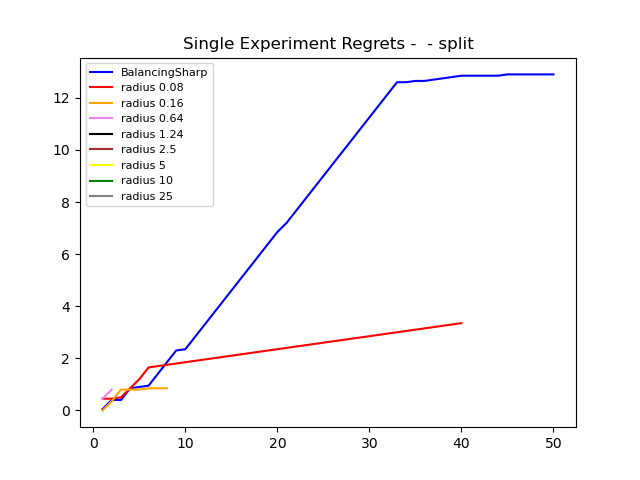 Single Experiment Regrets -  - split
BalancingSharp
radius 0.08
radius 0.16
radius 0.64
radius 1.24
radius 2.5
radius 5
radius 10
radius 25
12
10
8
6
4
2
0
0 10 20 30 40 50